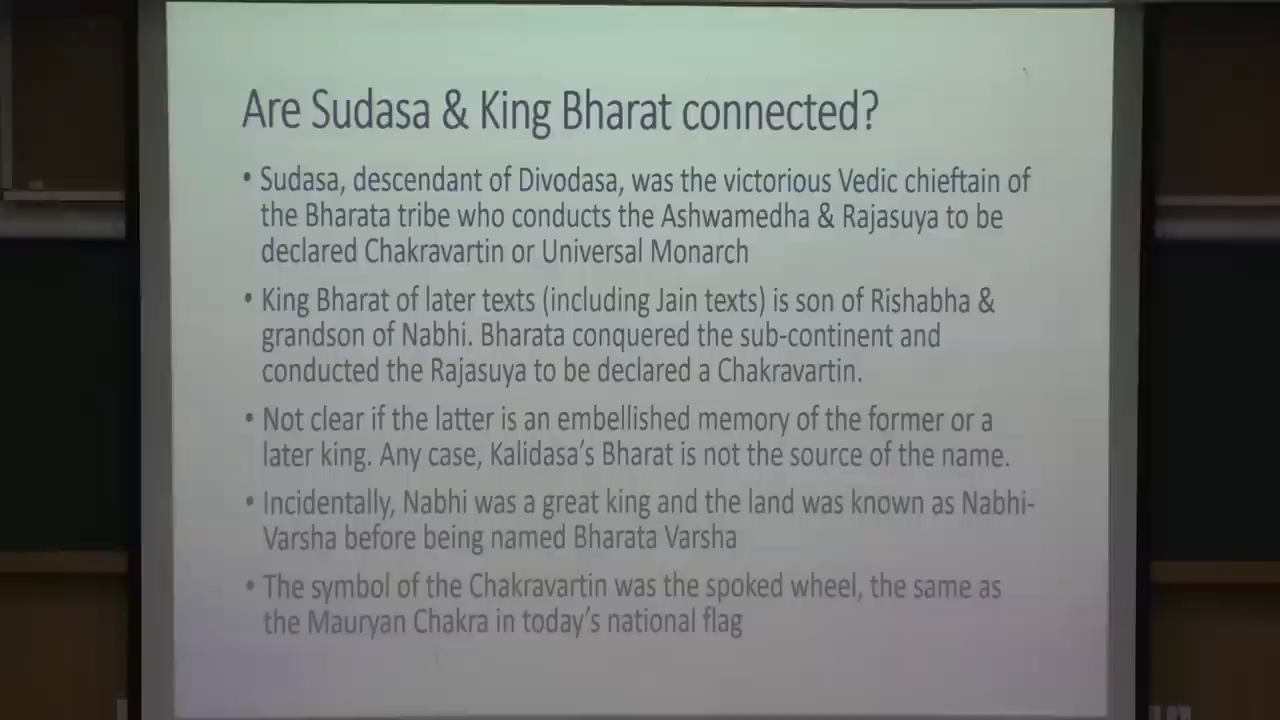 Are Sudasa & King Bharat connected?
• Sudasa, descendant of Divodasa, was the victorious Vedic chieftain of
the Bharata tribe who conducts the Ashwamedha & Rajasuya to be
declared Chakravartin or Universal Monarch
• King Bharat of later texts (including Jain texts) is son of Rishabha &
grandson of Nabhi. Bharata conquered the sub-continent and
conducted the Rajasuya to be declared a Chakravartin.
• Not clear if the latter is an embellished memory of the former or a
later king. Any case, Kalidasa's Bharat is not the source of the name.
• Incidentally, Nabhi was a great king and the land was known as Nabhi-
Varsha before being named Bharata Varsha
• The symbol of the Chakravartin was the spoked wheel, the same as
the Mauryan Chakra in today's national flag